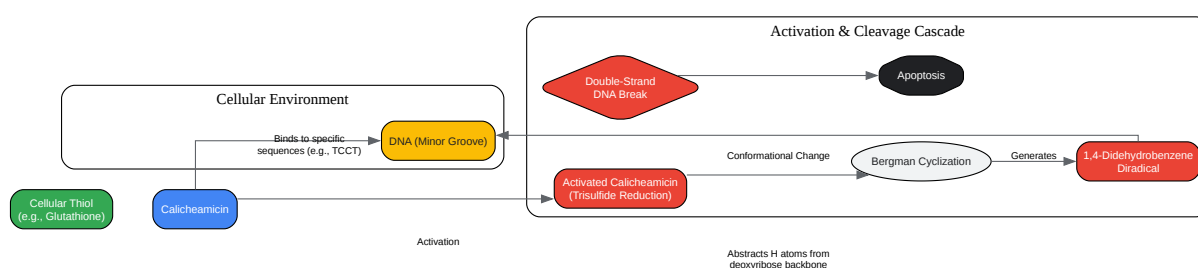 Activation & Cleavage Cascade
Double-Strand
DNA Break
Apoptosis
Cellular Environment
Binds to specific
sequences (e.g., TCCT)
DNA (Minor Groove)
Conformational Change
Bergman Cyclization
Generates
1,4-Didehydrobenzene
Diradical
Activated Calicheamicin
(Trisulfide Reduction)
Cellular Thiol
(e.g., Glutathione)
Calicheamicin
Activation
Abstracts H atoms from
deoxyribose backbone